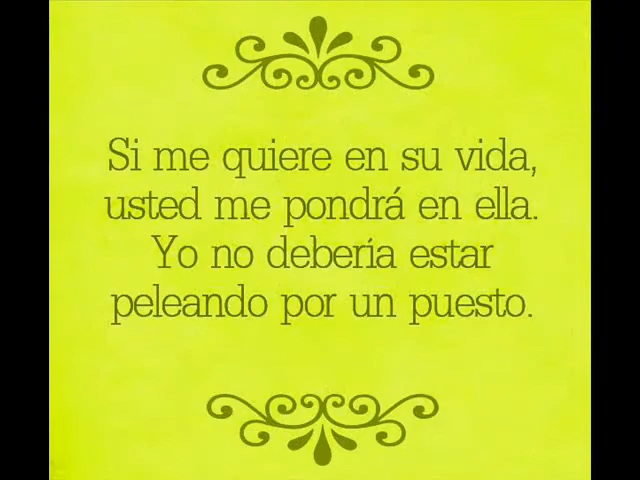 Si me quiere en su vida,
usted me pondrá en ella.
Yo no debería estar
peleando por un puesto.